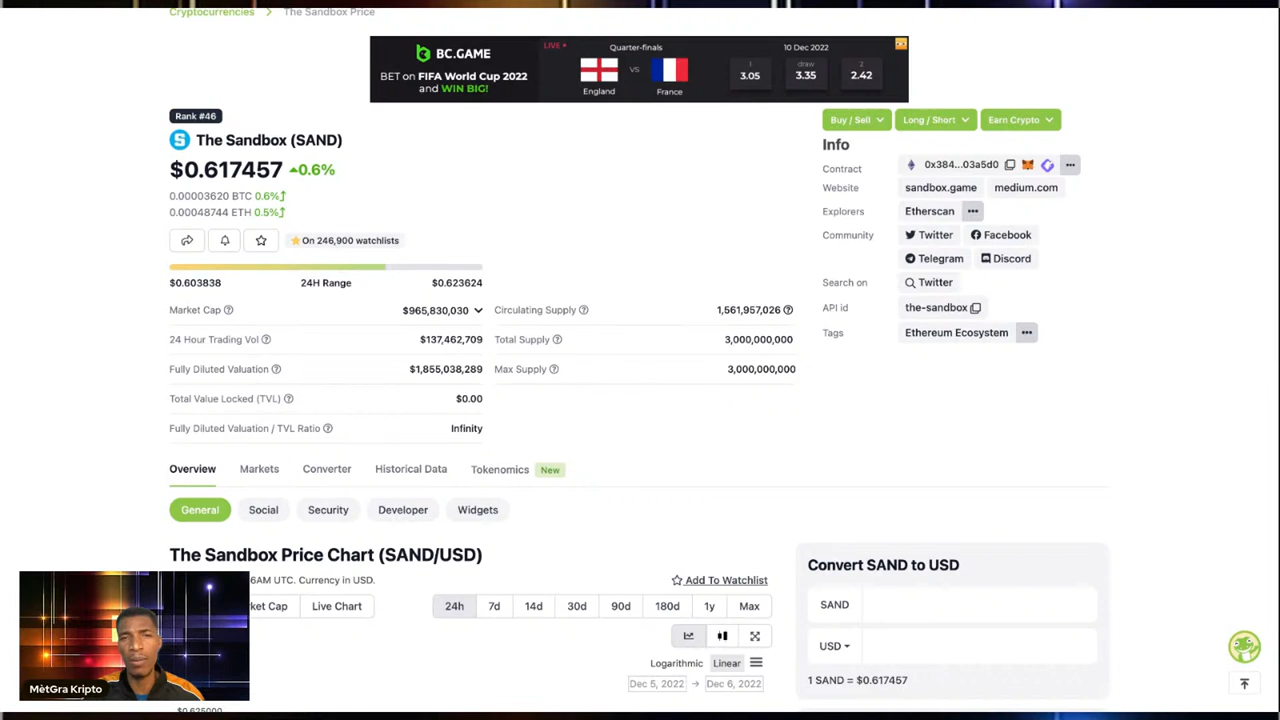 Cryptocurrencies > The Sandbox Price
BC.GAME
BET on FIFA World Cup 2022
and WIN BIG!
LIVE
Quarter-finals
10 Dec 2022
England
VS
France
1
3.05
draw
3.35
2
2.42
Rank #46
The Sandbox (SAND)
$0.617457 0.6%
0.00003620 BTC 0.6%
0.00048744 ETH 0.5%
On 246,900 watchlists
$0.603838 24H Range $0.623624
Market Cap $965,830,030
24 Hour Trading Vol $137,462,709
Fully Diluted Valuation $1,855,038,289
Total Value Locked (TVL) $0.00
Fully Diluted Valuation / TVL Ratio Infinity
Circulating Supply 1,561,957,026
Total Supply 3,000,000,000
Max Supply 3,000,000,000
Buy / Sell Long / Short Earn Crypto
Info
Contract 0x384...03a5d0
Website sandbox.game medium.com
Explorers Etherscan
Community Twitter Facebook
Telegram Discord
Search on Twitter
API id the-sandbox
Tags Ethereum Ecosystem
Overview Markets Converter Historical Data Tokenomics New
General Social Security Developer Widgets
The Sandbox Price Chart (SAND/USD)
6AM UTC. Currency in USD.
Add To Watchlist
ket Cap Live Chart
24h 7d 14d 30d 90d 180d 1y Max
Logarithmic Linear
Dec 5, 2022 → Dec 6, 2022
$0.625000
Convert SAND to USD
SAND
USD
1 SAND = $0.617457
MètGra Kripto